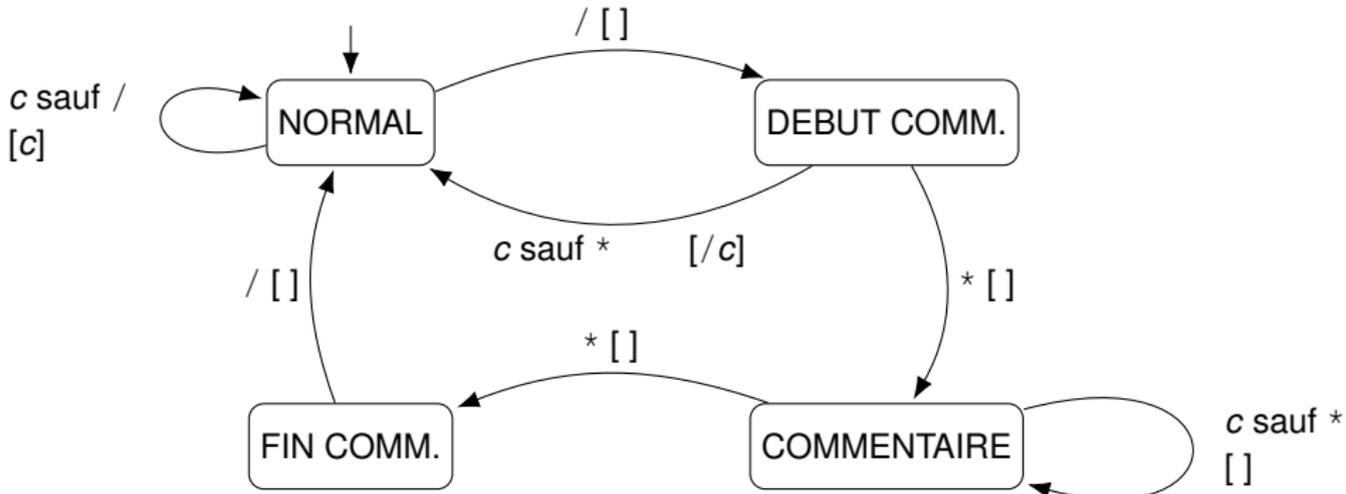 / [ ]
c sauf /
[c]
NORMAL
DEBUT COMM.
c sauf * [/c]
/ [ ]
* [ ]
* [ ]
FIN COMM.
COMMENTAIRE
c sauf *
[ ]